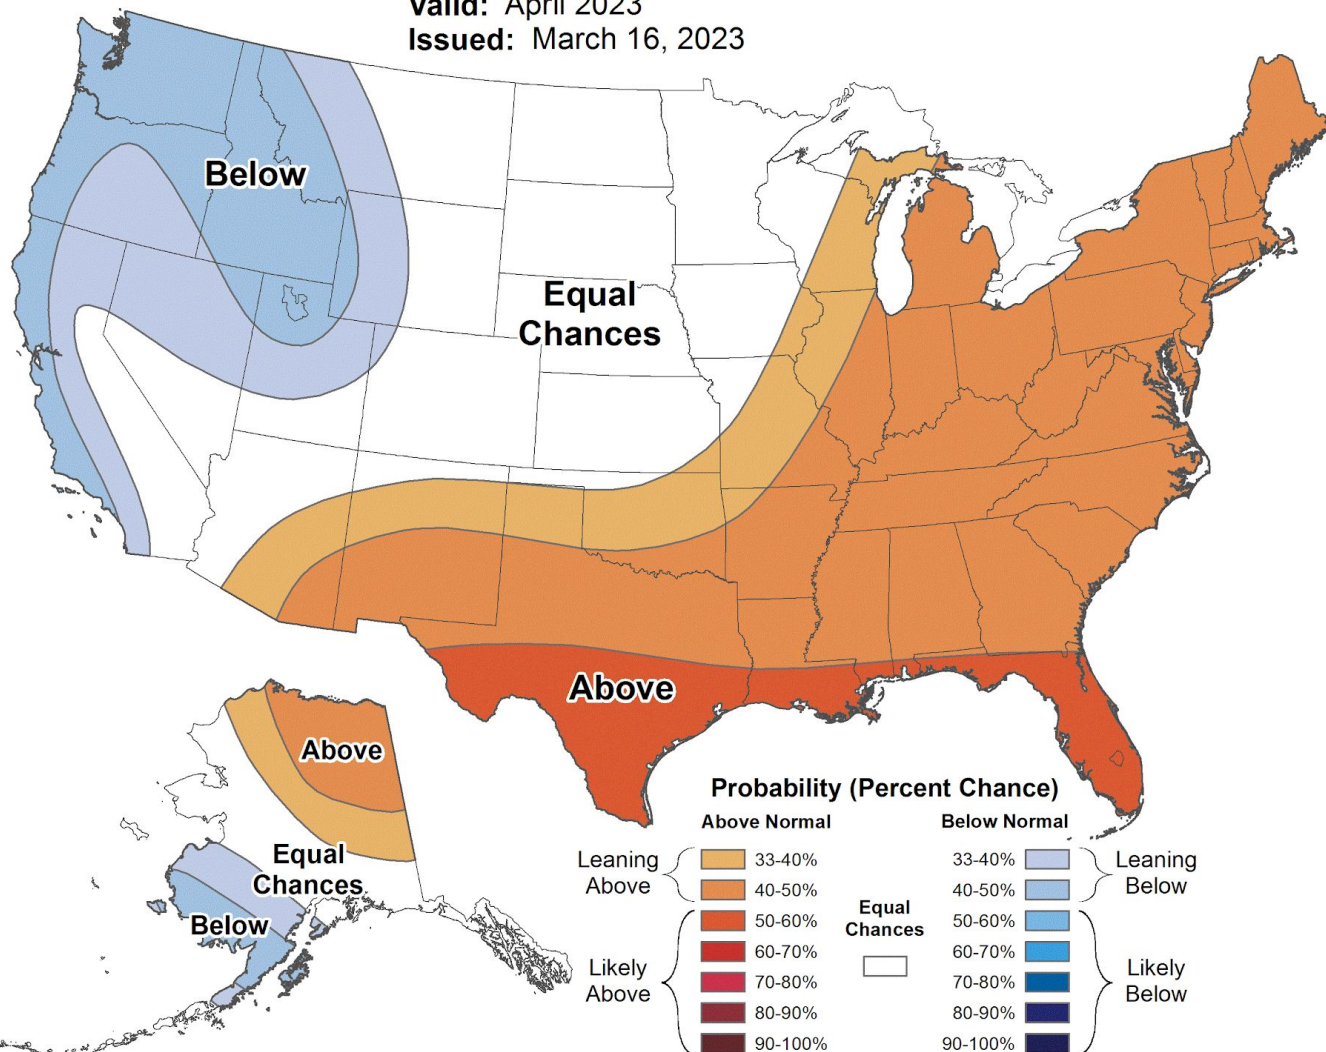 Valid: April 2023
Issued: March 16, 2023
Below
Equal
Chances
Above
Above
Equal
Chances
Below
Probability (Percent Chance)
Above Normal
Below Normal
Leaning
Above
33-40%
40-50%
Likely
Above
50-60%
60-70%
70-80%
80-90%
90-100%
Equal
Chances
33-40%
40-50%
Leaning
Below
50-60%
60-70%
70-80%
80-90%
90-100%
Likely
Below